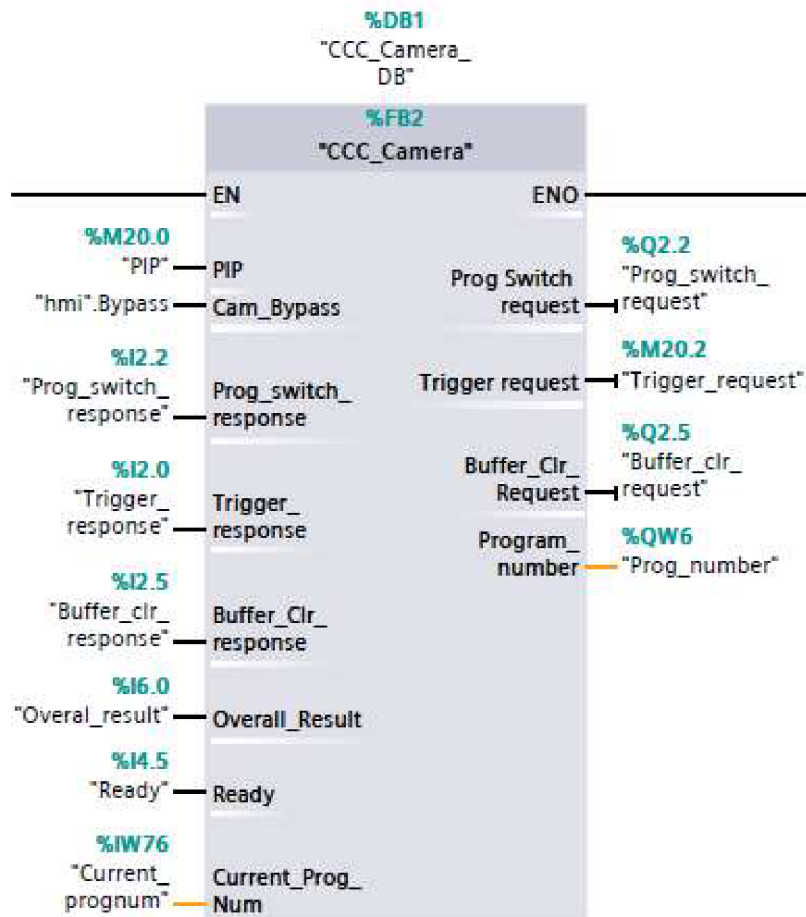 %DB1
"CCC_Camera_
DB"
%FB2
"CCC_Camera"
EN
ENO
%M20.0
"PIP"
PIP
"hmi".Bypass
Cam_Bypass
%I2.2
"Prog_switch_
response"
Prog_switch_
response
%I2.0
"Trigger_
response"
Trigger_
response
%I2.5
"Buffer_clr_
response"
Buffer_Clr_
response
%I6.0
"Overal_result"
Overall_Result
%I4.5
"Ready"
Ready
%IW76
"Current_
prognum"
Current_Prog_
Num
Prog Switch
request
%Q2.2
"Prog_switch_
request"
Trigger request
%M20.2
"Trigger_request"
Buffer_Clr_
Request
%Q2.5
"Buffer_clr_
request"
Program_
number
%QW6
"Prog_number"